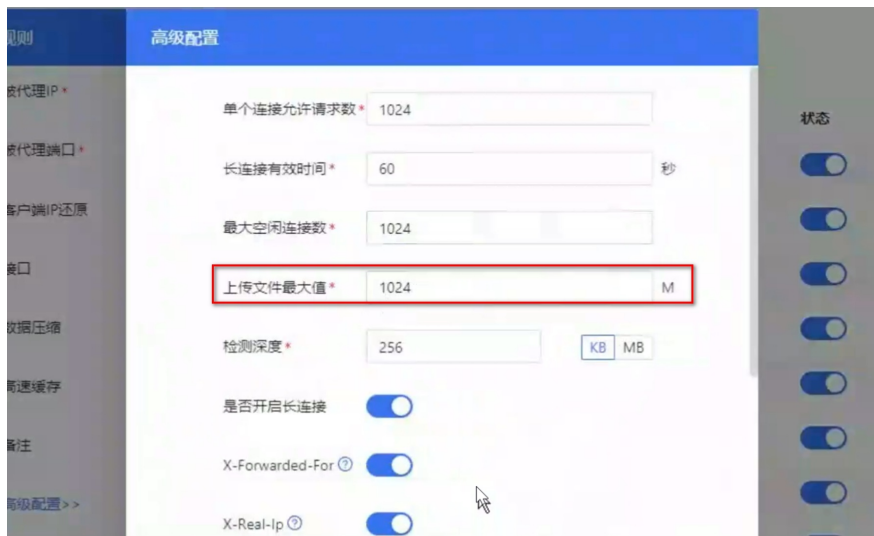 规则
高级配置
被代理IP*
单个连接允许请求数* 1024
状态
被代理端口*
长连接有效时间* 60 秒
客户端IP还原
最大空闲连接数* 1024
接口
上传文件最大值* 1024 M
数据压缩
检测深度* 256 KB MB
高速缓存
是否开启长连接
备注
X-Forwarded-For ?
高级配置>>
X-Real-Ip ?